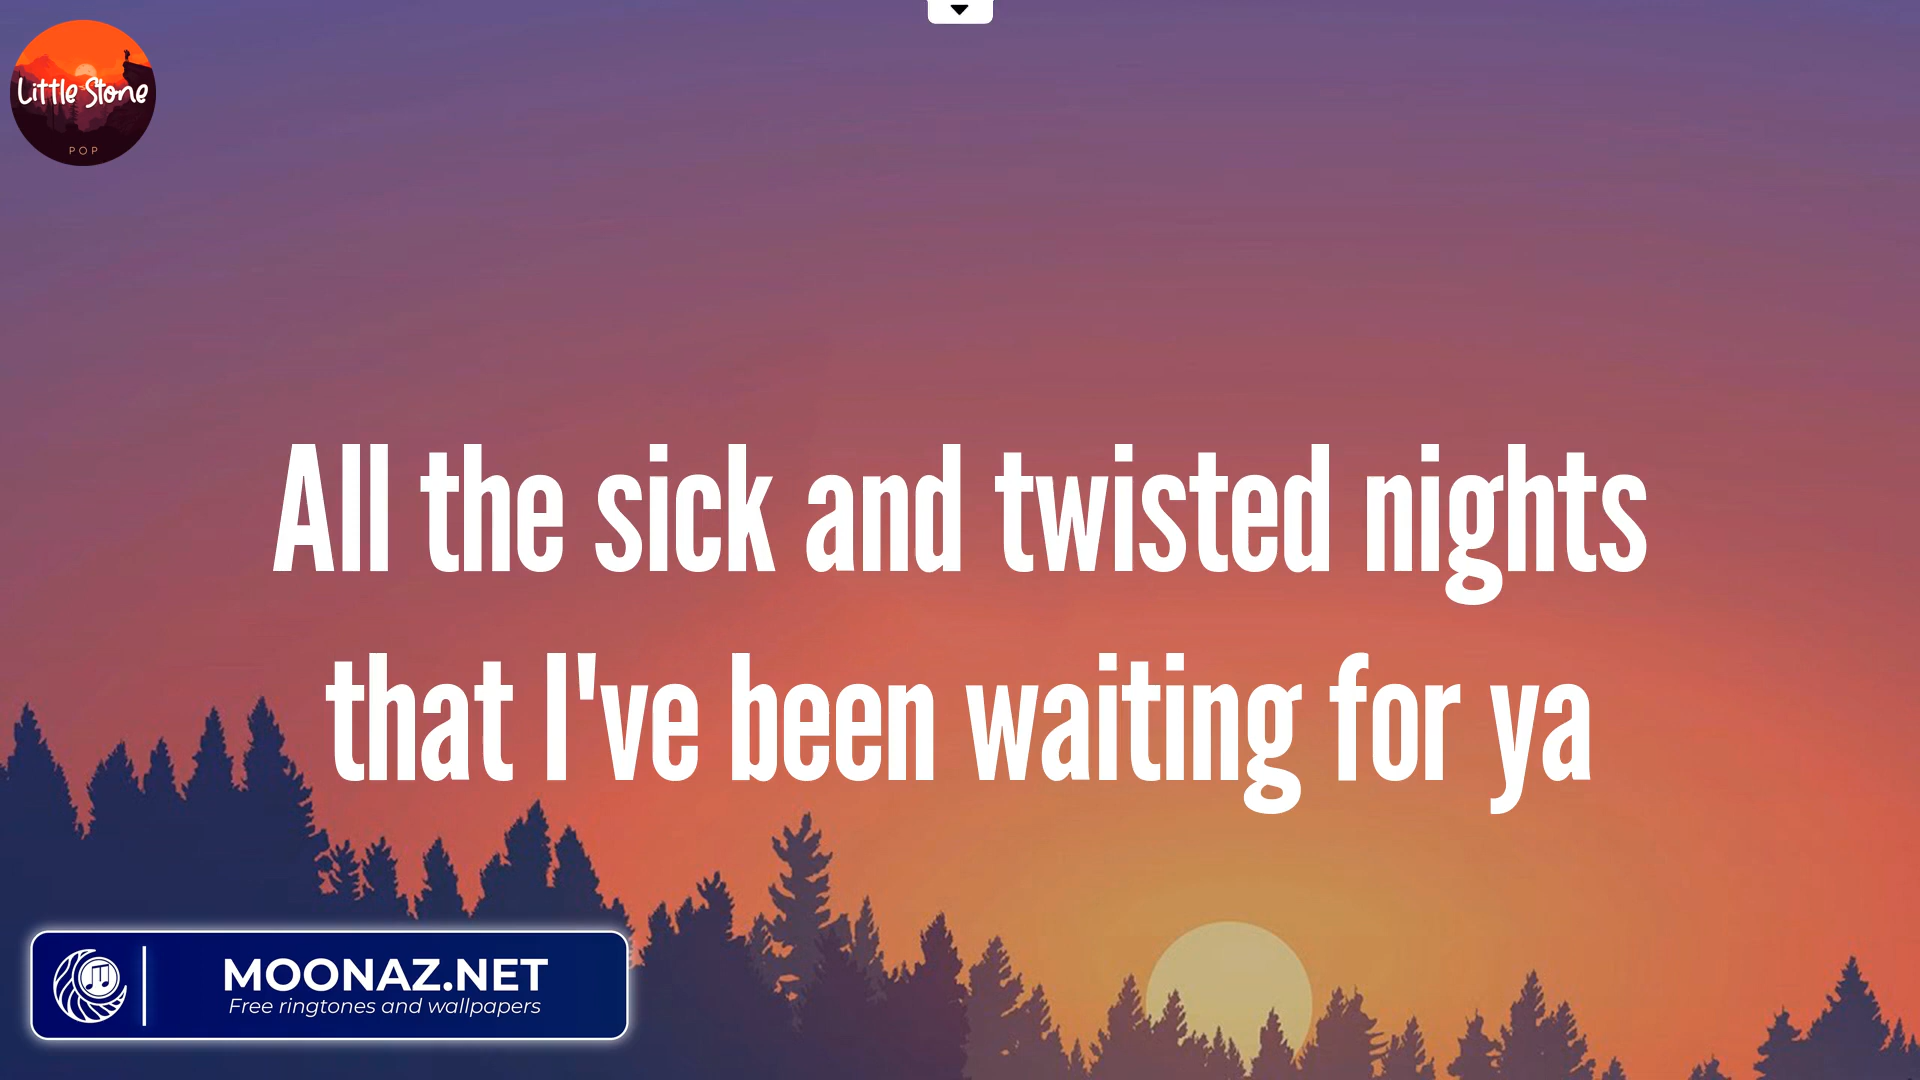 Little Stone
POP
All the sick and twisted nights
that I've been waiting for ya
MOONAZ.NET
Free ringtones and wallpapers